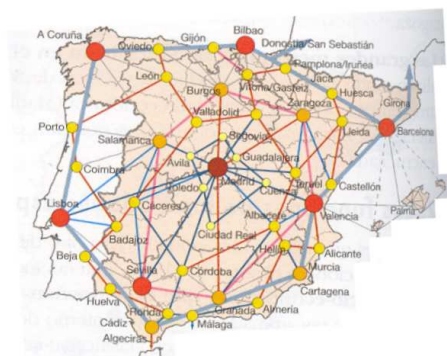 A Coruña
Oviedo
Gijón
Bilbao
Donostia/San Sebastián
León
Burgos
Vitoria/Gasteiz
Pamplona/Iruñea
Jaca
Huesca
Girona
Porto
Valladolid
Zaragoza
Salamanca
Segovia
Lleida
Barcelona
Coimbra
Ávila
Guadalajara
Madrid
Teruel
Toledo
Cuenca
Castellón
Lisboa
Cáceres
Valencia
Palma
Badajoz
Ciudad Real
Albacete
Beja
Hellín
Alicante
Sevilla
Córdoba
Murcia
Huelva
Ronda
Granada
Almería
Cartagena
Cádiz
Málaga
Algeciras